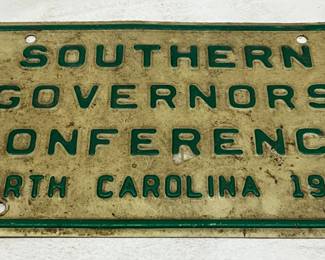 SOUTHERN
GOVERNORS
ONFERENC
RTH CAROLINA 19